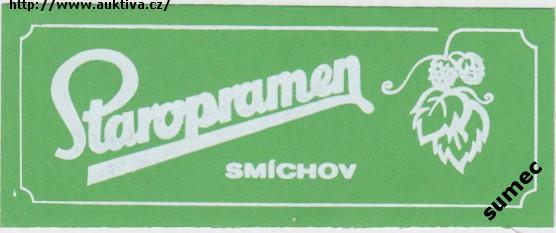 http://www.auktiva.cz/
Staropramen
SMÍCHOV
sumec